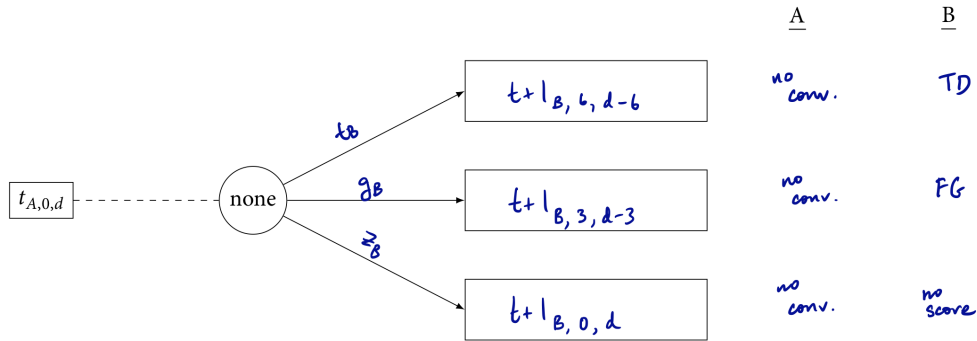 A B
t+1_{B, 6, d-6} no conv. TD
t_B
t_{A,0,d} none g_B t+1_{B, 3, d-3} no conv. FG
z_B
t+1_{B, 0, d} no conv. no score